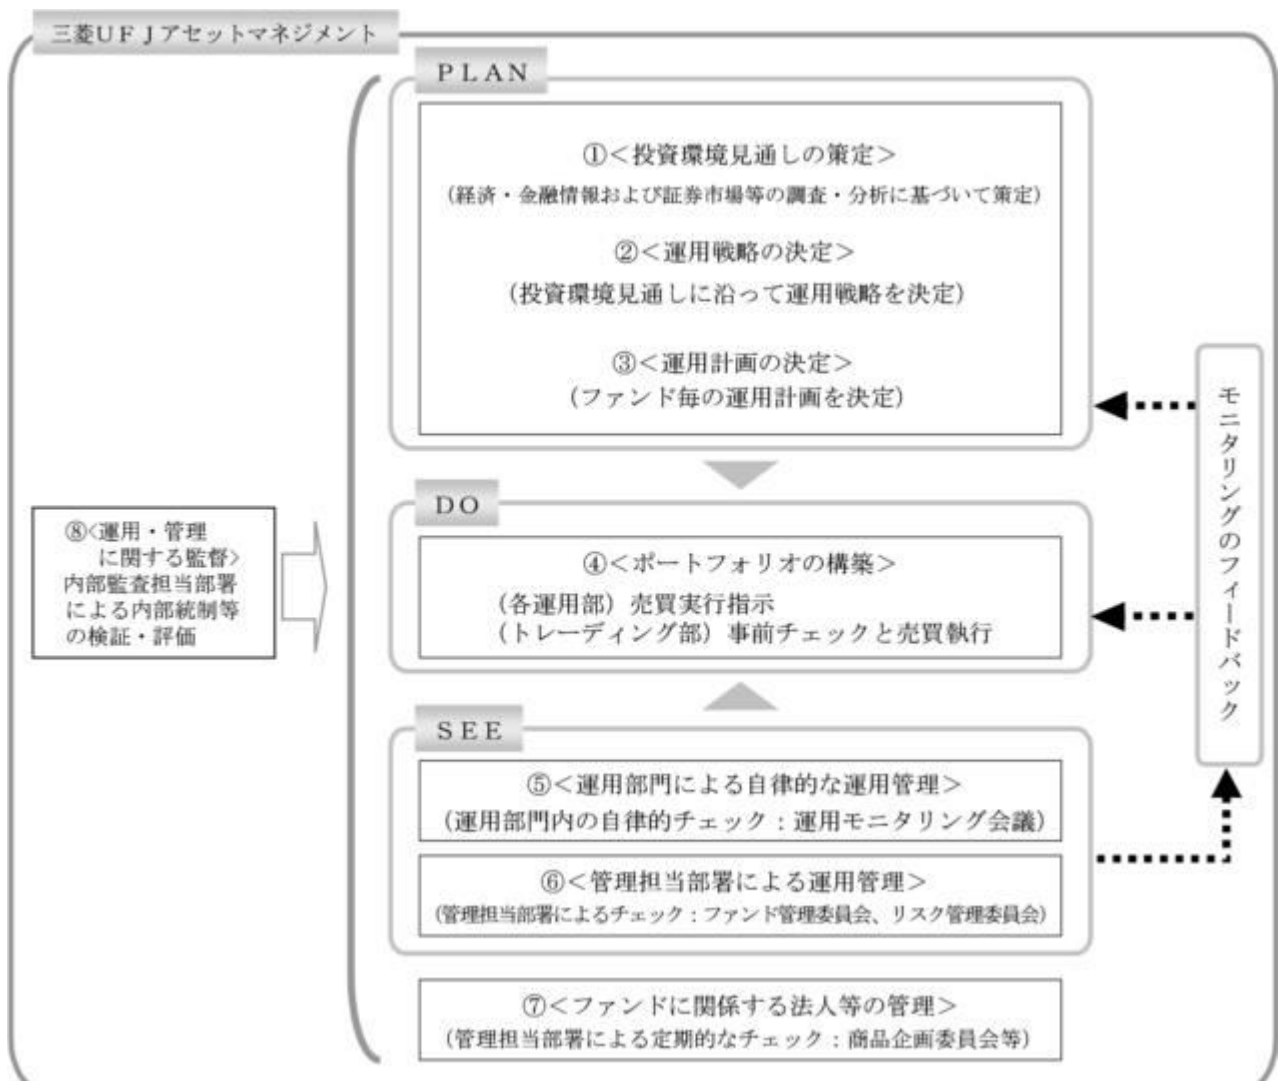 三菱ＵＦＪアセットマネジメント
ＰＬＡＮ
①＜投資環境見通しの策定＞
（経済・金融情報および証券市場等の調査・分析に基づいて策定）
②＜運用戦略の決定＞
（投資環境見通しに沿って運用戦略を決定）
③＜運用計画の決定＞
（ファンド毎の運用計画を決定）
ＤＯ
④＜ポートフォリオの構築＞
（各運用部）売買実行指示
（トレーディング部）事前チェックと売買執行
ＳＥＥ
⑤＜運用部門による自律的な運用管理＞
（運用部門内の自律的チェック：運用モニタリング会議）
⑥＜管理担当部署による運用管理＞
（管理担当部署によるチェック：ファンド管理委員会、リスク管理委員会）
⑦＜ファンドに関係する法人等の管理＞
（管理担当部署による定期的なチェック：商品企画委員会等）
⑧＜運用・管理
に関する監督＞
内部監査担当部署
による内部統制等
の検証・評価
モニタリングのフィードバック